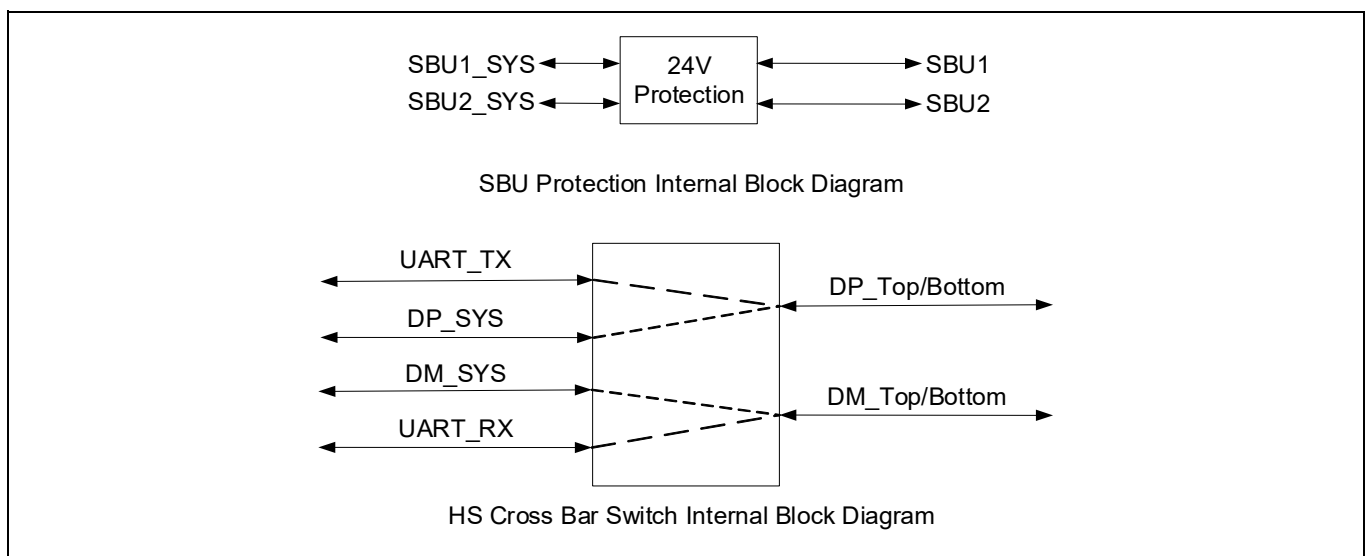 SBU1_SYS
24V
Protection
SBU1
SBU2_SYS
SBU2
SBU Protection Internal Block Diagram
UART_TX
DP_Top/Bottom
DP_SYS
DM_SYS
DM_Top/Bottom
UART_RX
HS Cross Bar Switch Internal Block Diagram